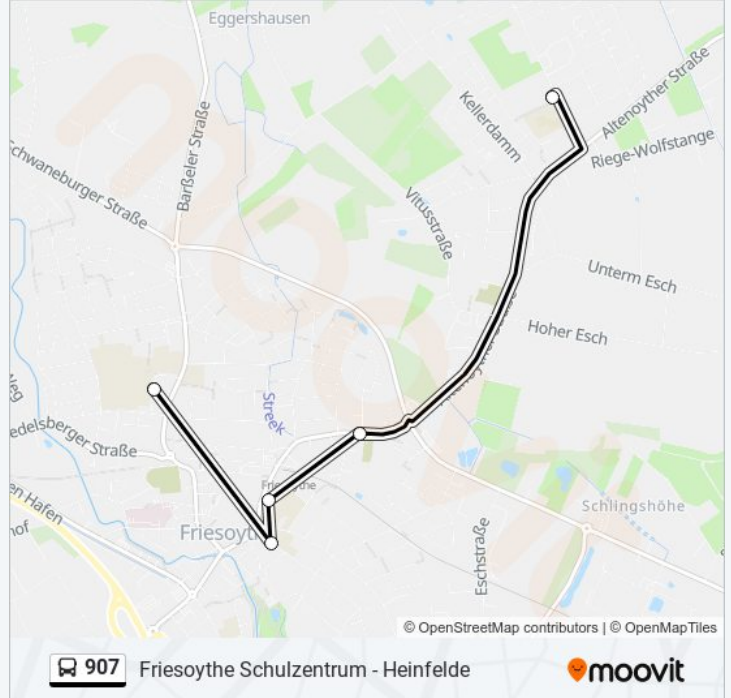 Eggershausen
Altenoyther Straße
Kellerdamm
Riege-Wolfstange
Barßeler Straße
Schwaneburger Straße
Vitusstraße
Unterm Esch
Hoher Esch
Streek
edelsberger Straße
Friesoythe
en Hafen
Schlingshöhe
Eschstraße
© OpenStreetMap contributors | © OpenMapTiles
907 Friesoythe Schulzentrum - Heinfelde
moovit